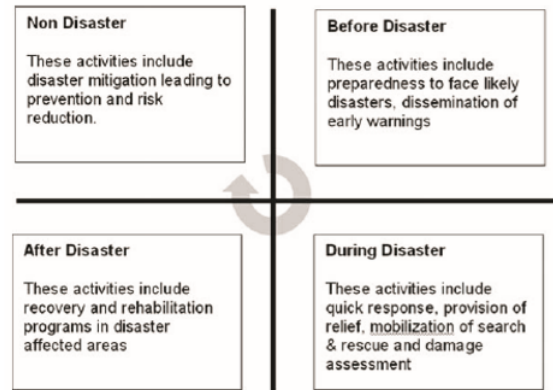 Non Disaster
These activities include
disaster mitigation leading to
prevention and risk
reduction.
Before Disaster
These activities include
preparedness to face likely
disasters, dissemination of
early warnings
After Disaster
These activities include
recovery and rehabilitation
programs in disaster
affected areas
During Disaster
These activities include
quick response, provision of
relief, mobilization of search
& rescue and damage
assessment